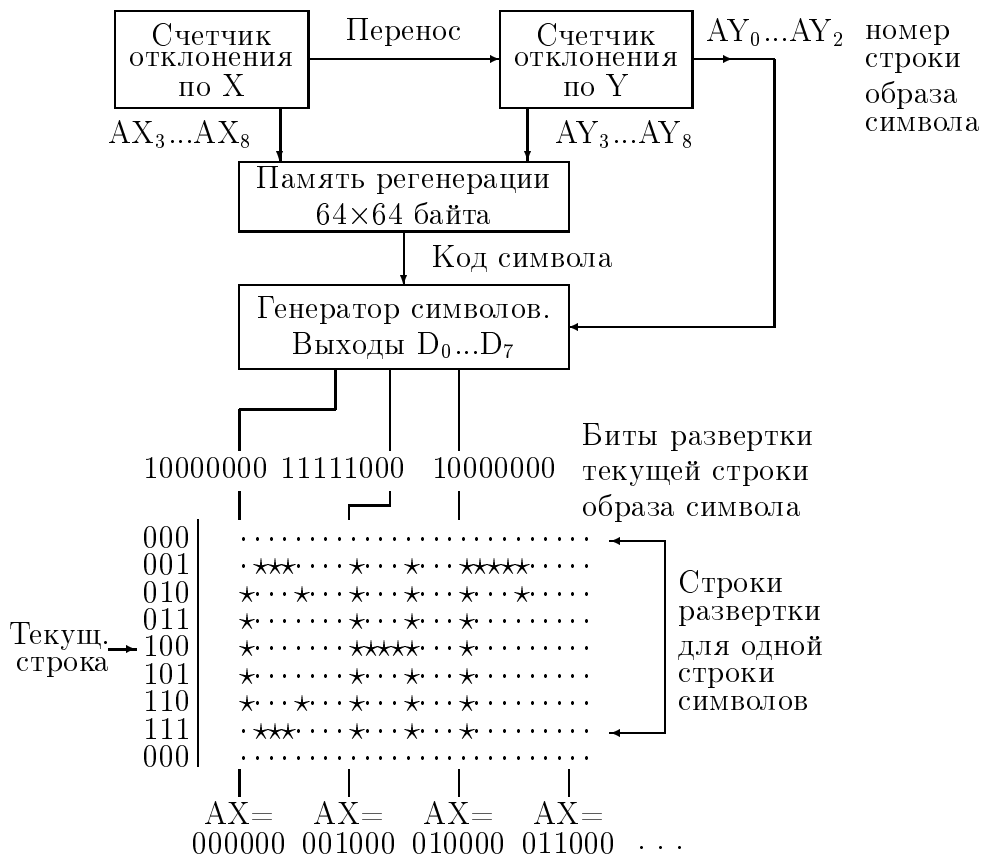 Счетчик
отклонения
по X
Перенос
Счетчик
отклонения
по Y
AY₀...AY₂
номер
строки
образа
символа
AX₃...AX₈
AY₃...AY₈
Память регенерации
64×64 байта
Код символа
Генератор символов.
Выходы D₀...D₇
Биты развертки
текущей строки
образа символа
10000000 11111000 10000000
000
001
010
011
100
101
110
111
000
Текущ.
строка
Строки
развертки
для одной
строки
символов
AX= AX= AX= AX=
000000 001000 010000 011000 . . .